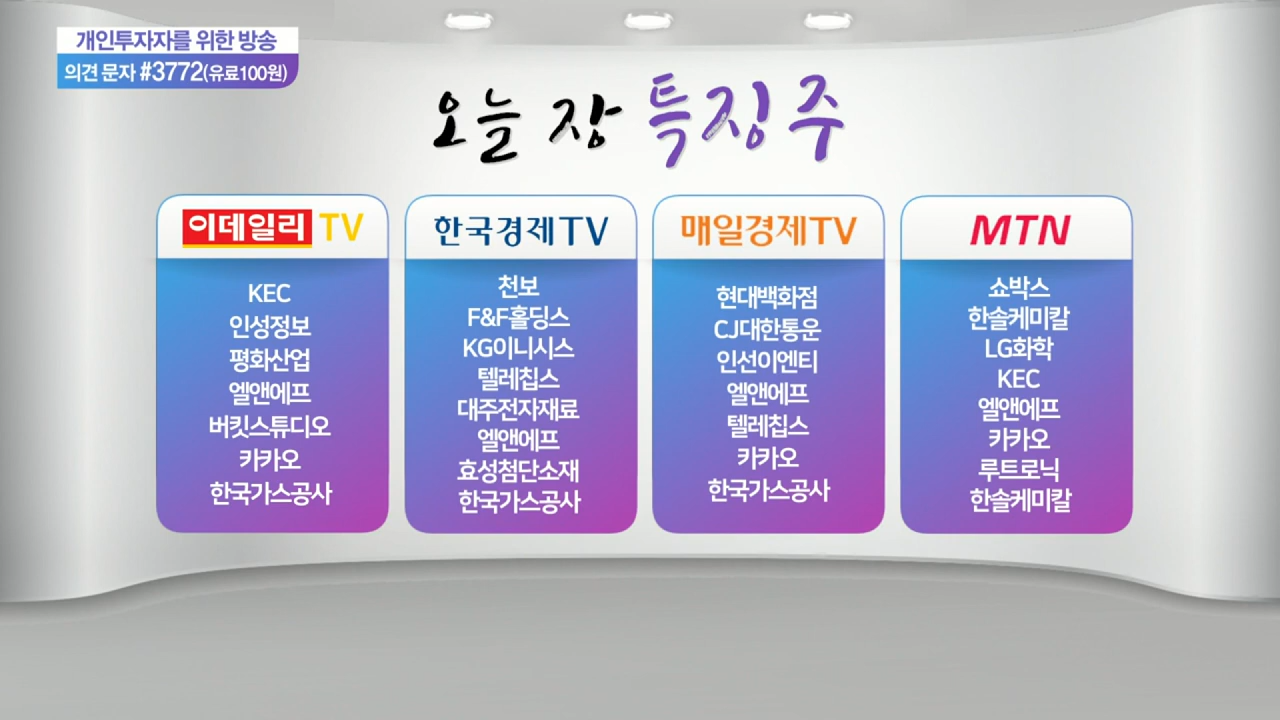 개인투자자를 위한 방송
의견 문자 #3772(유료100원)
오늘 장 특징주
이데일리 TV
KEC
인성정보
평화산업
엘앤에프
버킷스튜디오
카카오
한국가스공사
한국경제TV
천보
F&F홀딩스
KG이니시스
텔레칩스
대주전자재료
엘앤에프
효성첨단소재
한국가스공사
매일경제TV
현대백화점
CJ대한통운
인선이엔티
엘앤에프
텔레칩스
카카오
한국가스공사
MTN
쇼박스
한솔케미칼
LG화학
KEC
엘앤에프
카카오
루트로닉
한솔케미칼